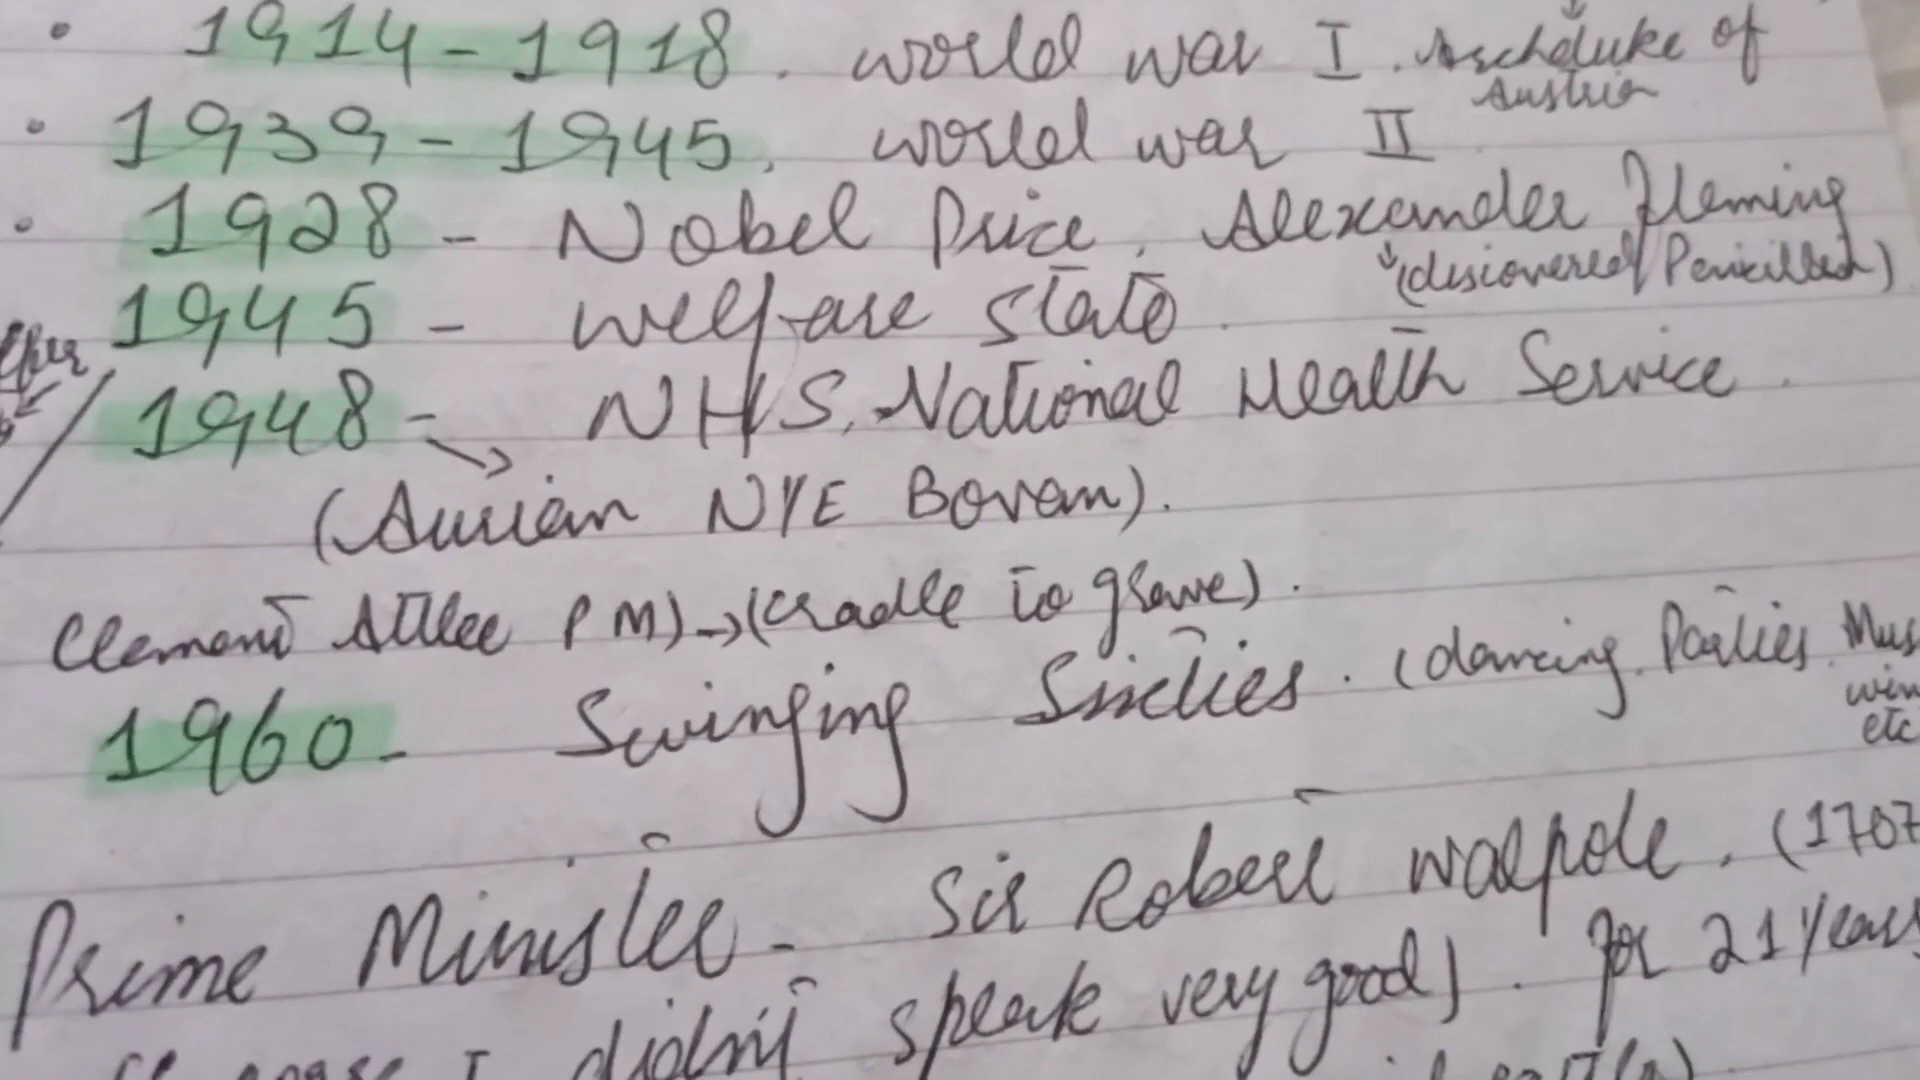 • 1914-1918. world war I. Archduke of
Austria
• 1939-1945. world war II
• 1928 - Nobel Price. Alexander Fleming
(discovered
1945 - welfare state.
1948 - NHS. National Health Service.
→ (Aurian NYE Bovan).
Clement Attlee PM) → (cradle to grave).
1960 - Swinging Sixties. (dancing. Parties. Mus
etc
Prime Minister - Sir Robert walpole. (1707
didn't speak very good). for 21 years